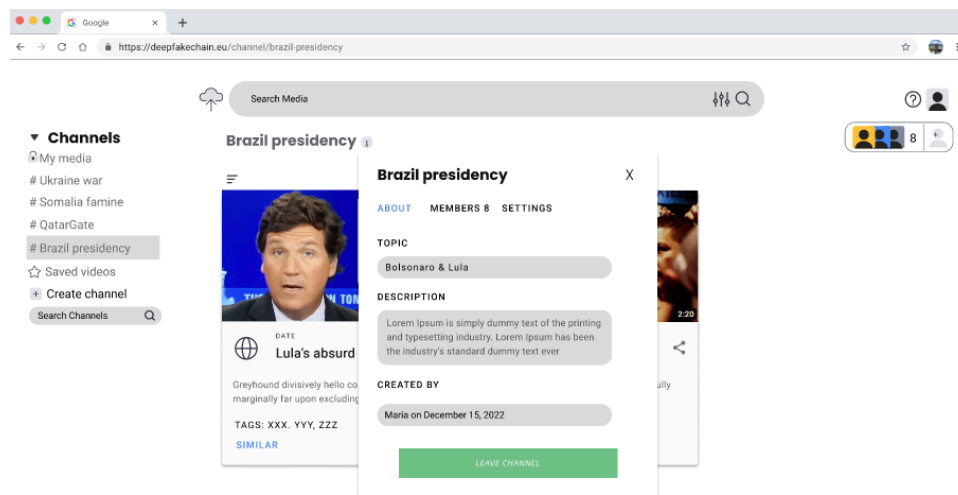 Google
https://deepfakechain.eu/channel/brazil-presidency
Search Media
Channels
My media
# Ukraine war
# Somalia famine
# QatarGate
# Brazil presidency
Saved videos
Create channel
Search Channels
Brazil presidency
8
DATE
Lula's absurd
Greyhound divisively hello co
marginally far upon excluding
TAGS: XXX. YYY, ZZZ
SIMILAR
Brazil presidency X
ABOUT MEMBERS 8 SETTINGS
TOPIC
Bolsonaro & Lula
DESCRIPTION
Lorem Ipsum is simply dummy text of the printing
and typesetting industry. Lorem Ipsum has been
the industry's standard dummy text ever
CREATED BY
Maria on December 15, 2022
LEAVE CHANNEL
2:20
ully